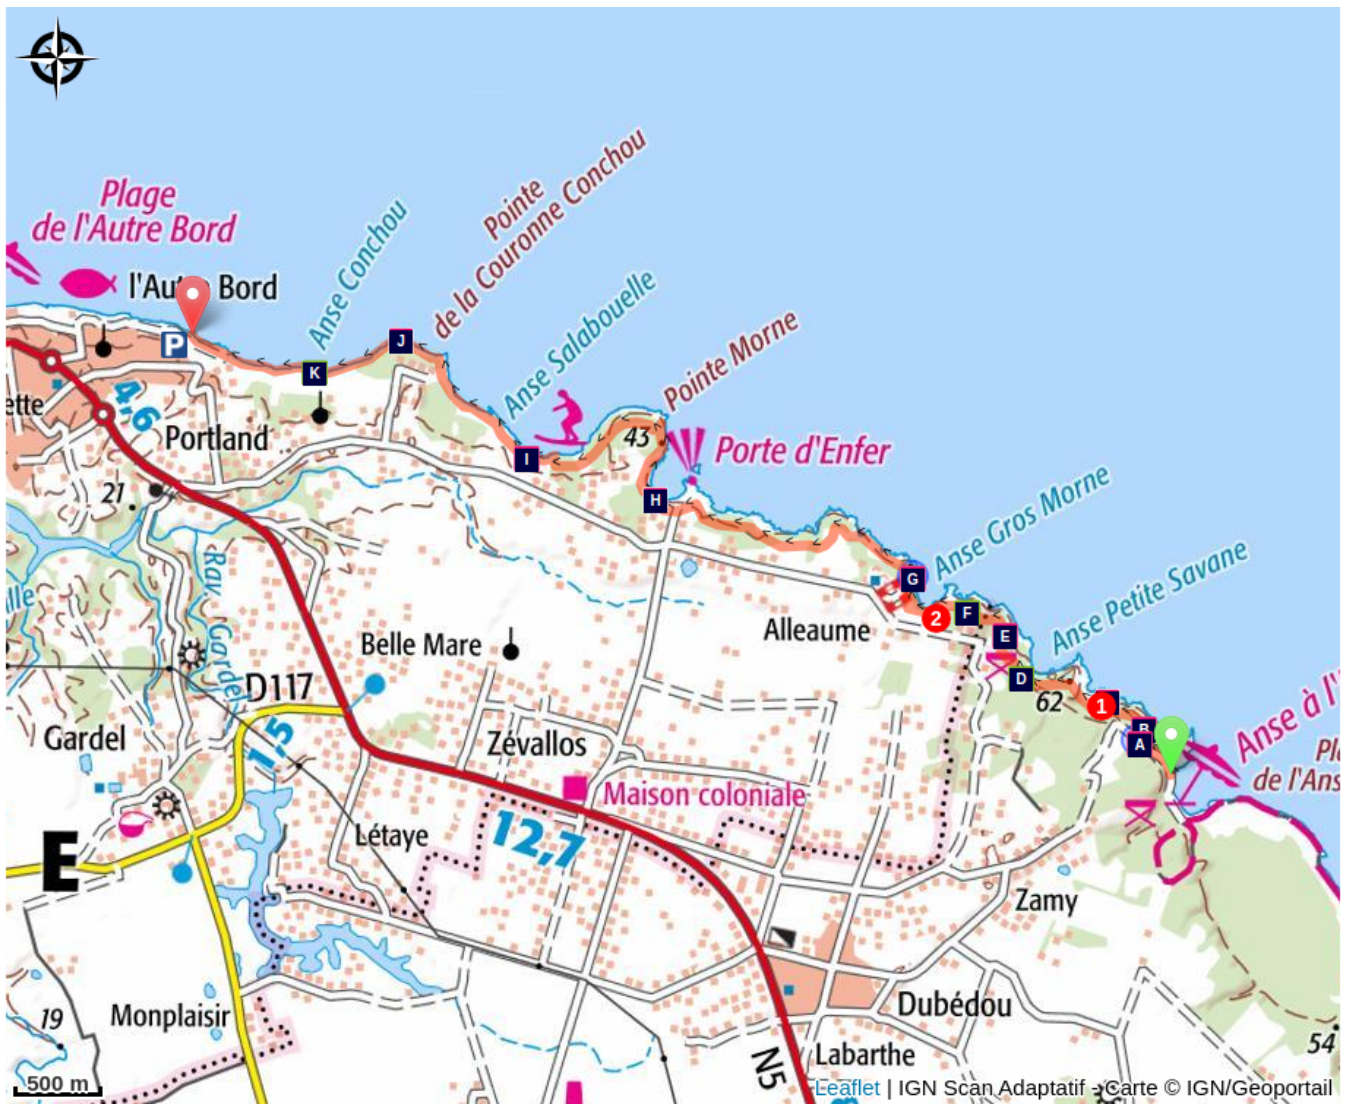 Plage
de l'Autre Bord
l'Au
Bord
P
Anse Conchou
Pointe
de la Couronne Conchou
Anse Salabouelle
Pointe Morne
Porte d'Enfer
Anse Gros Morne
Anse Petite Savane
J
K
I
43
H
G
2
F
E
D
62
1
B
A
Anse à l'
de l'Ans
ette
4,6
Portland
21
Rav. Gardel
Alleaume
Belle Mare
D117
1,5
Gardel
Zévallos
Maison coloniale
12,7
Létaye
E
Zamy
Monplaisir
19
Dubédou
Labarthe
N5
54
500 m
Leaflet | IGN Scan Adaptatif - Carte © IGN/Geoportail